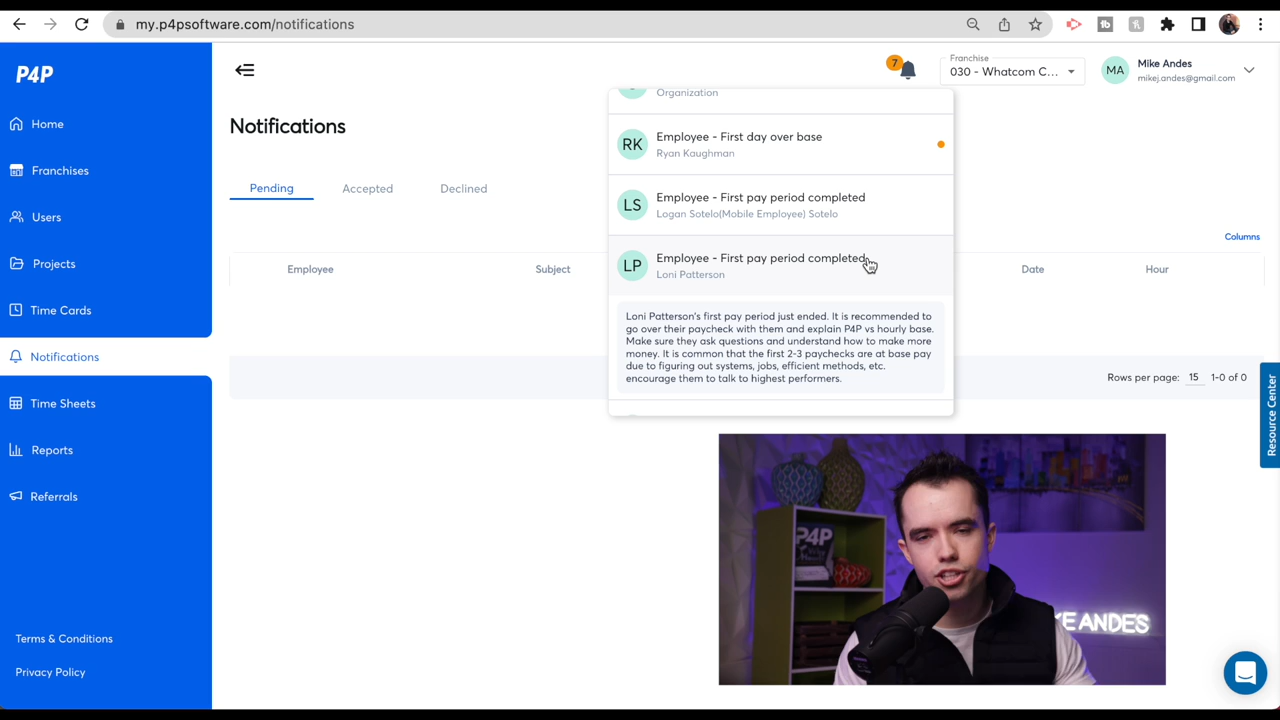 my.p4psoftware.com/notifications
P4P
Home
Franchises
Users
Projects
Time Cards
Notifications
Time Sheets
Reports
Referrals
Terms & Conditions
Privacy Policy
7
Franchise
030 - Whatcom C...
MA
Mike Andes
mikej.andes@gmail.com
Notifications
Pending
Accepted
Declined
Columns
Employee
Subject
Date
Hour
Rows per page: 15 1-0 of 0
Organization
RK
Employee - First day over base
Ryan Kaughman
LS
Employee - First pay period completed
Logan Sotelo(Mobile Employee) Sotelo
LP
Employee - First pay period completed
Loni Patterson
Loni Patterson's first pay period just ended. It is recommended to
go over their paycheck with them and explain P4P vs hourly base.
Make sure they ask questions and understand how to make more
money. It is common that the first 2-3 paychecks are at base pay
due to figuring out systems, jobs, efficient methods, etc.
encourage them to talk to highest performers.
Resource Center
P4P
KE ANDES